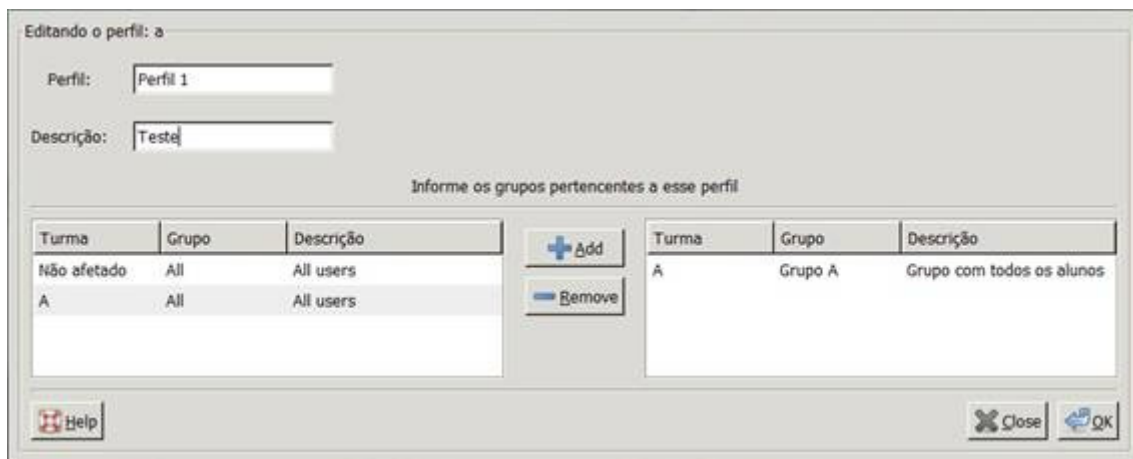 Editando o perfil: a
Perfil: Perfil 1
Descrição: Teste
Informe os grupos pertencentes a esse perfil
Turma Grupo Descrição
Não afetado All All users
A All All users
Add
Remove
Turma Grupo Descrição
A Grupo A Grupo com todos os alunos
Help
Close
OK